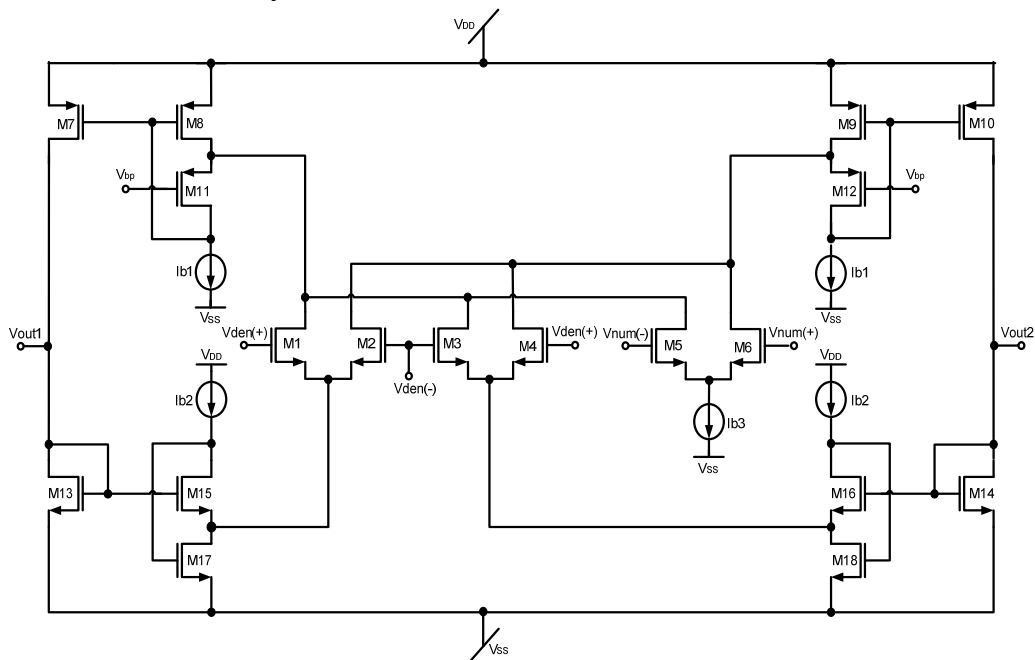 VDD
M7
M8
M9
M10
Vbp
M11
M12
Vbp
Ib1
Ib1
VSS
VSS
Vout1
Vden(+)
M1
M2
M3
M4
Vden(+)
Vnum(-)
M5
M6
Vnum(+)
Vout2
Vden(-)
VDD
VDD
Ib2
Ib3
Ib2
VSS
M13
M15
M16
M14
M17
M18
VSS